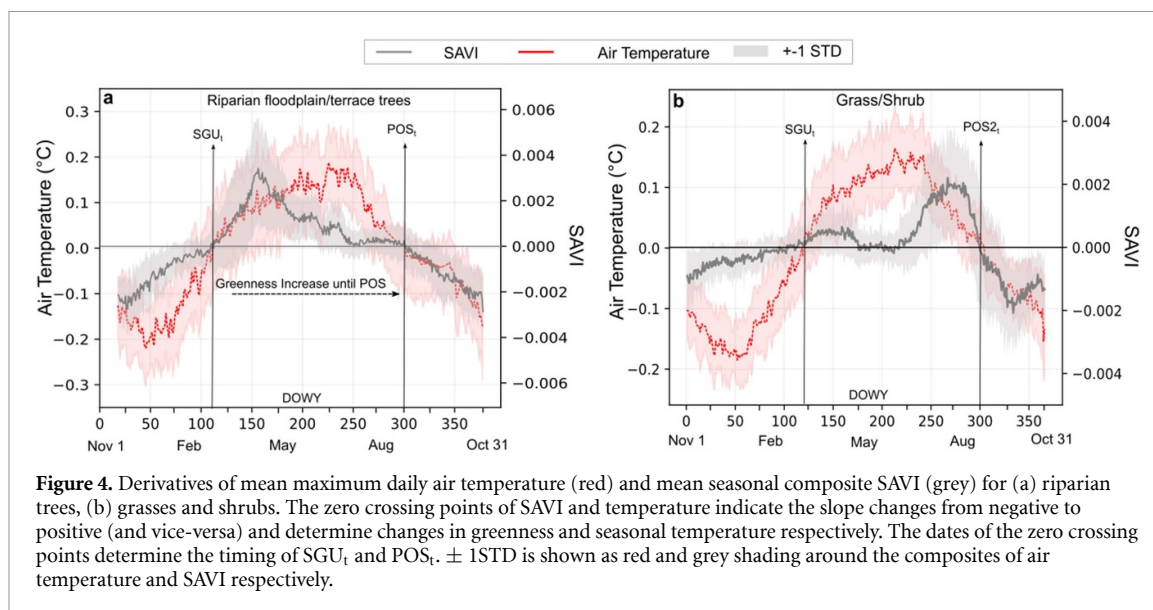 SAVI Air Temperature +-1 STD
a Riparian floodplain/terrace trees
SGUt POSt
0.3 0.2 0.1 0.0 −0.1 −0.2 −0.3
Air Temperature (°C)
0.006 0.004 0.002 0.000 −0.002 −0.004 −0.006
SAVI
Greenness Increase until POS
DOWY
0 50 100 150 200 250 300 350
Nov 1 Feb May Aug Oct 31
b Grass/Shrub
SGUt POS2t
0.2 0.1 0.0 −0.1 −0.2
Air Temperature (°C)
0.004 0.002 0.000 −0.002 −0.004
SAVI
DOWY
0 50 100 150 200 250 300 350
Nov 1 Feb May Aug Oct 31
Figure 4. Derivatives of mean maximum daily air temperature (red) and mean seasonal composite SAVI (grey) for (a) riparian
trees, (b) grasses and shrubs. The zero crossing points of SAVI and temperature indicate the slope changes from negative to
positive (and vice-versa) and determine changes in greenness and seasonal temperature respectively. The dates of the zero crossing
points determine the timing of SGUt and POSt. ± 1STD is shown as red and grey shading around the composites of air
temperature and SAVI respectively.